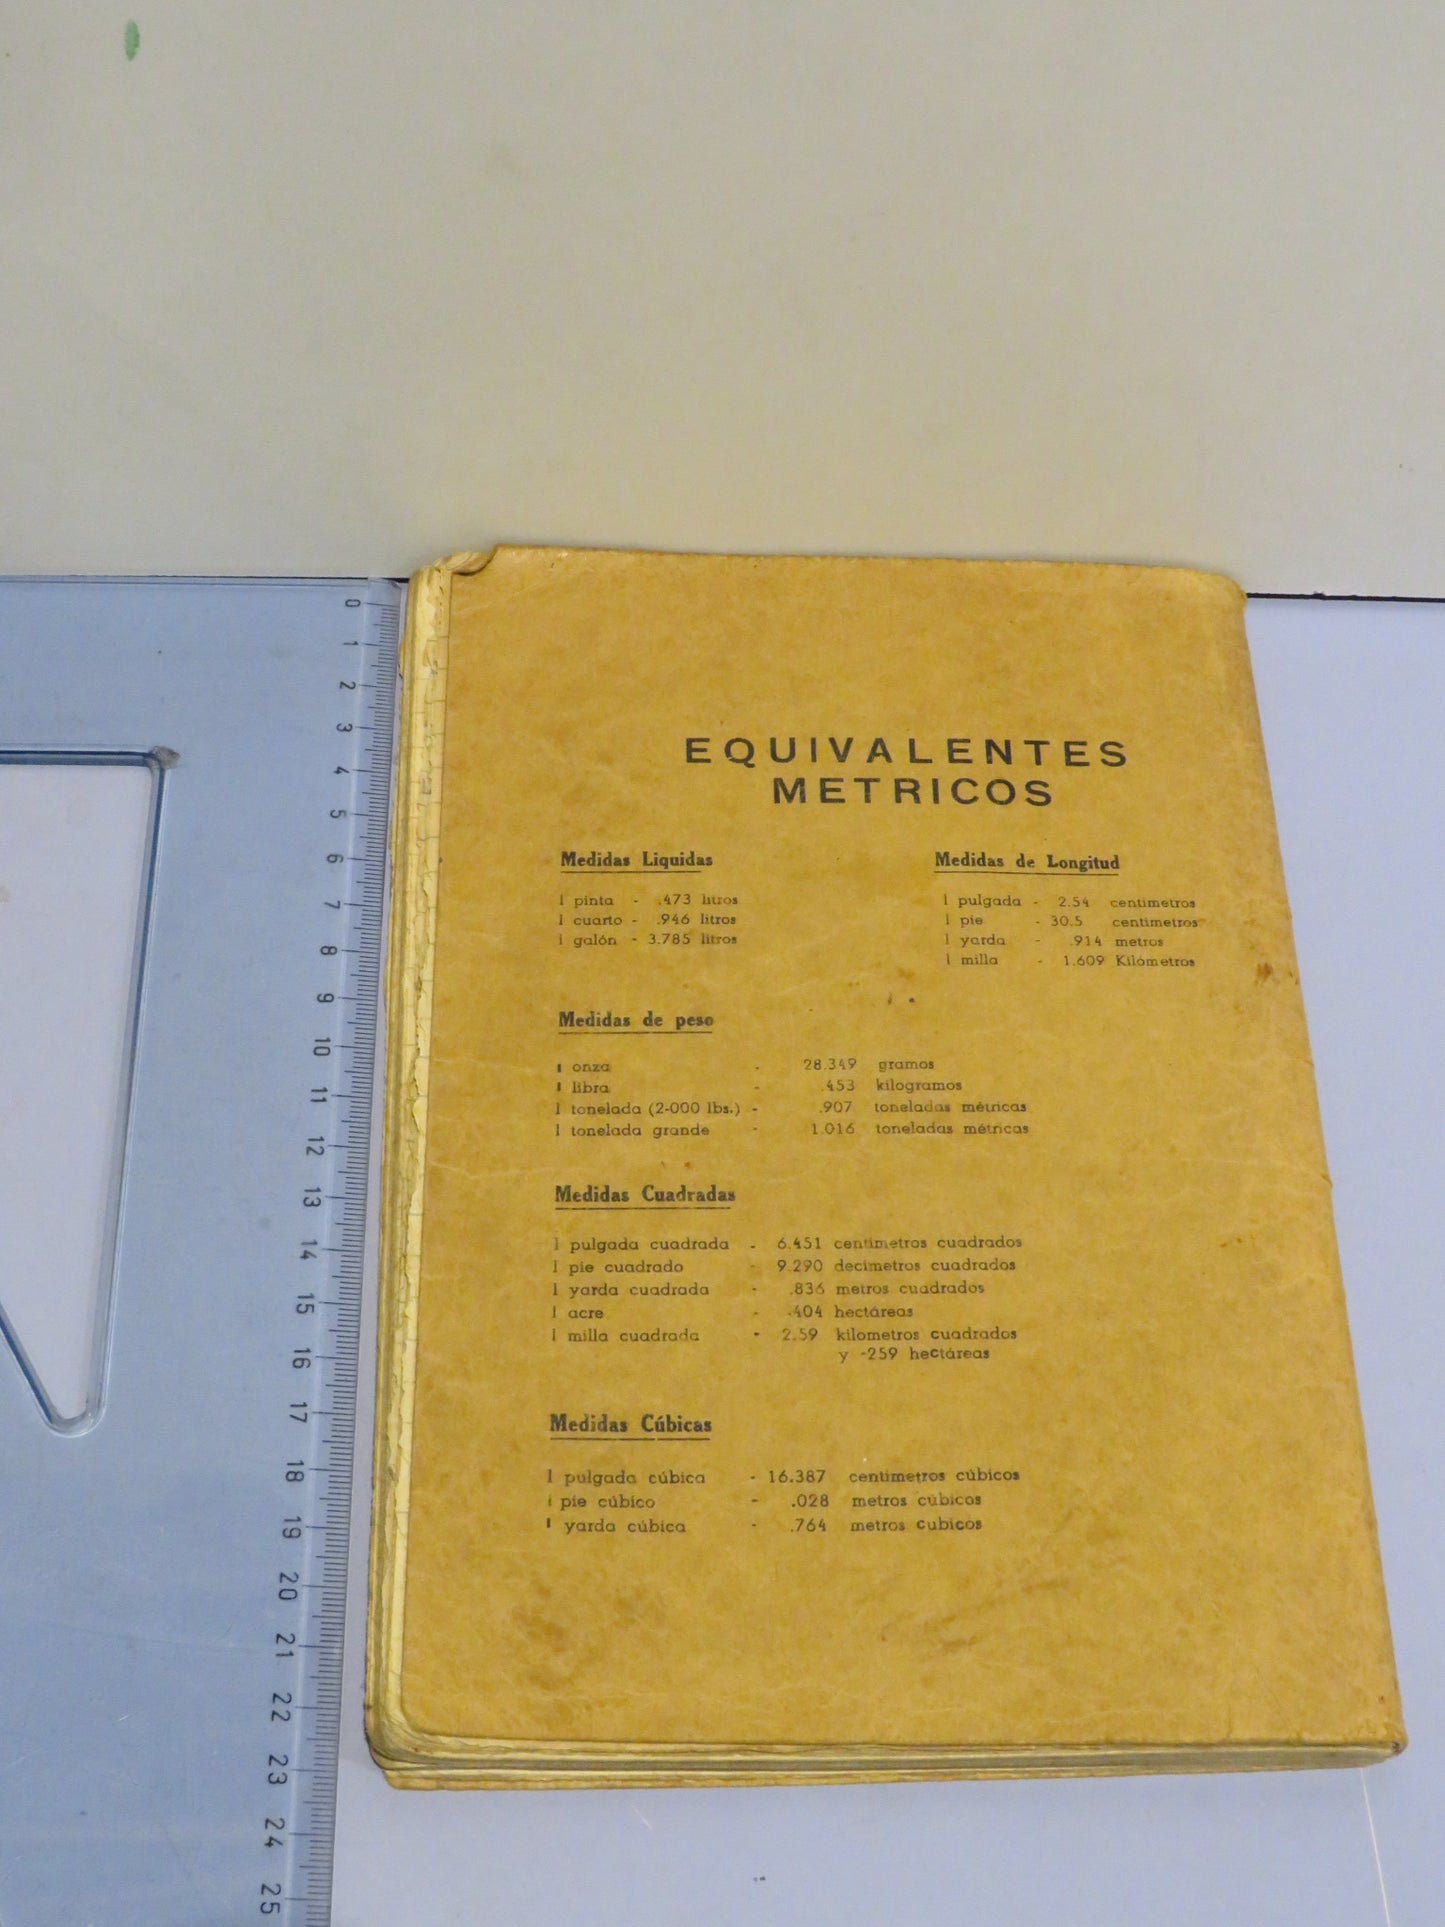 EQUIVALENTES
METRICOS
Medidas Liquidas
1 pinta - .473 litros
1 cuarto - .946 litros
1 galón - 3.785 litros
Medidas de Longitud
1 pulgada - 2.54 centimetros
1 pie - 30.5 centimetros
1 yarda - .914 metros
1 milla - 1.609 Kilómetros
Medidas de peso
1 onza - 28.349 gramos
1 libra - .453 kilogramos
1 tonelada (2-000 lbs.) - .907 toneladas métricas
1 tonelada grande - 1.016 toneladas métricas
Medidas Cuadradas
1 pulgada cuadrada - 6.451 centimetros cuadrados
1 pie cuadrado - 9.290 decimetros cuadrados
1 yarda cuadrada - .836 metros cuadrados
1 acre - .404 hectáreas
1 milla cuadrada - 2.59 kilometros cuadrados
y -259 hectáreas
Medidas Cúbicas
1 pulgada cúbica - 16.387 centimetros cúbicos
1 pie cúbico - .028 metros cubicos
1 yarda cúbica - .764 metros cubicos
0
1
2
3
4
5
6
7
8
9
10
11
12
13
14
15
16
17
18
19
20
21
22
23
24
25